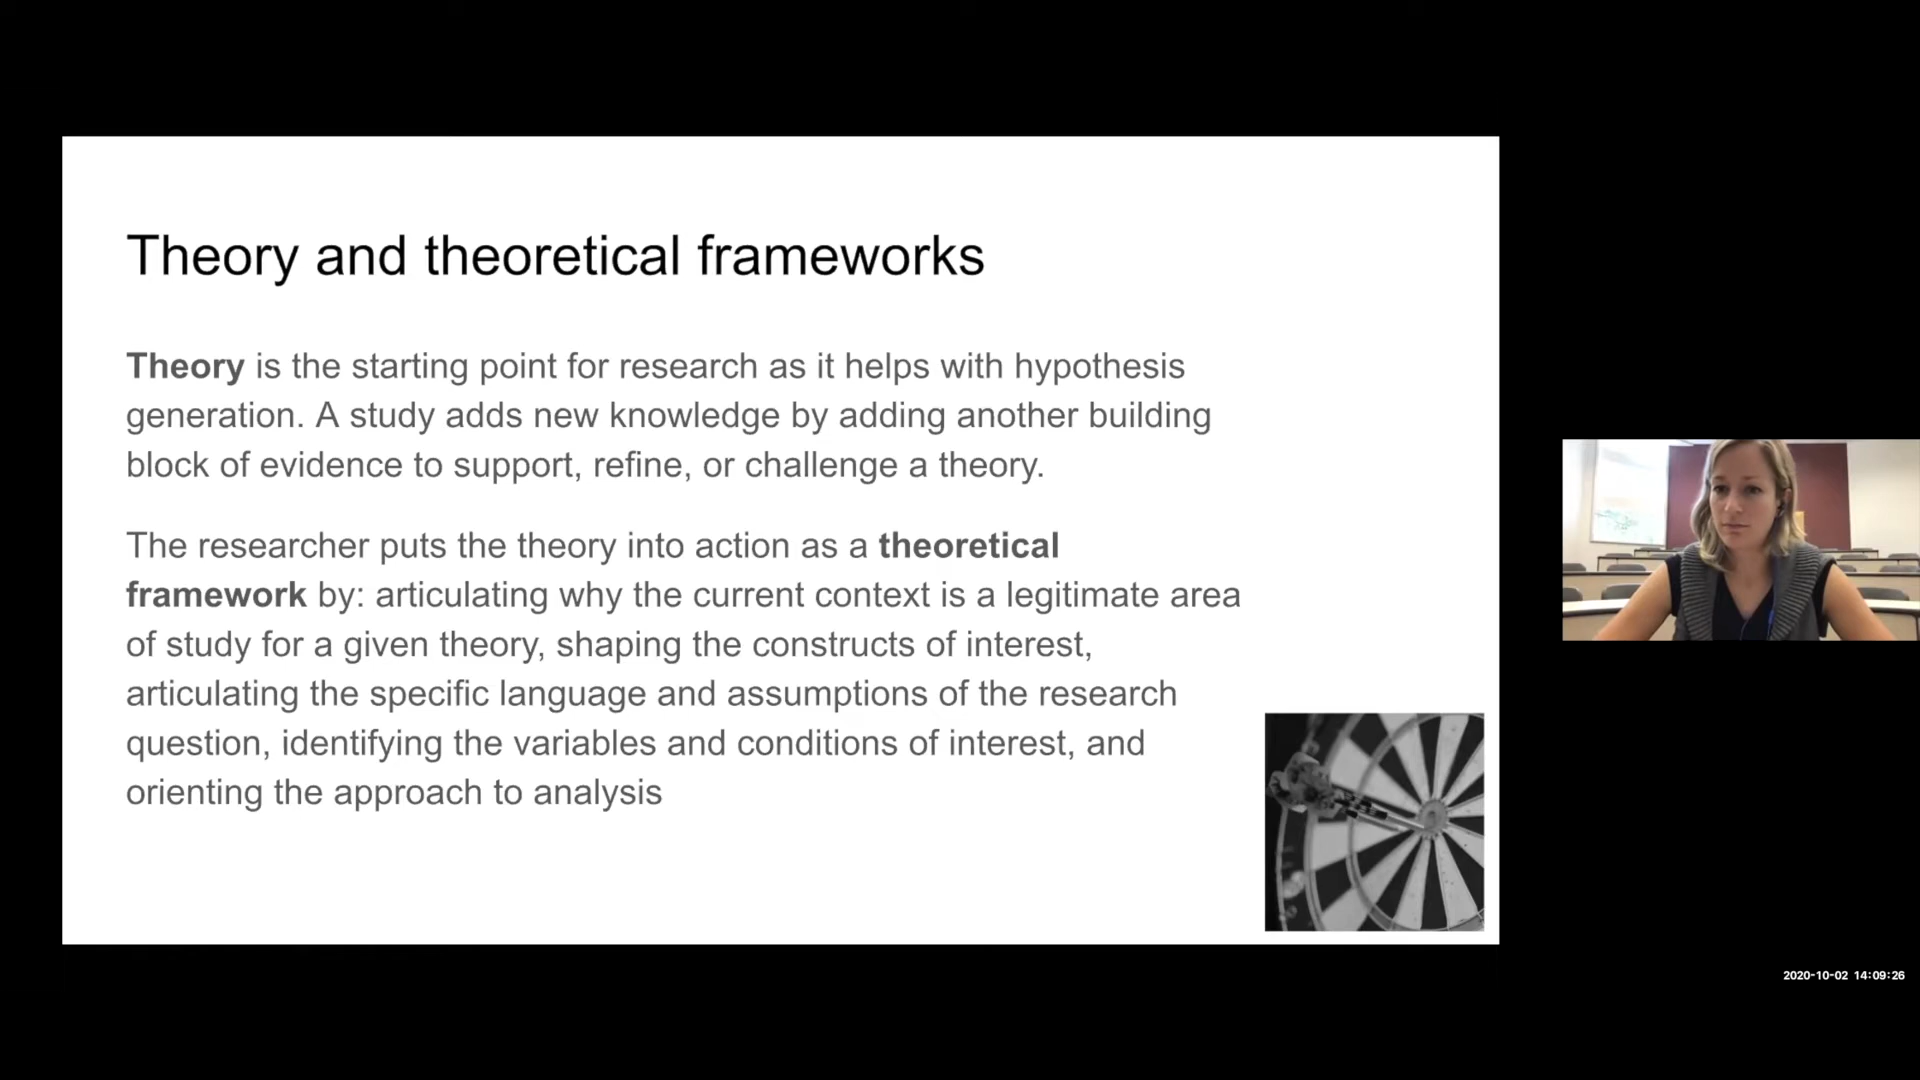 Theory and theoretical frameworks
Theory is the starting point for research as it helps with hypothesis
generation. A study adds new knowledge by adding another building
block of evidence to support, refine, or challenge a theory.
The researcher puts the theory into action as a theoretical
framework by: articulating why the current context is a legitimate area
of study for a given theory, shaping the constructs of interest,
articulating the specific language and assumptions of the research
question, identifying the variables and conditions of interest, and
orienting the approach to analysis
2020-10-02 14:09:26